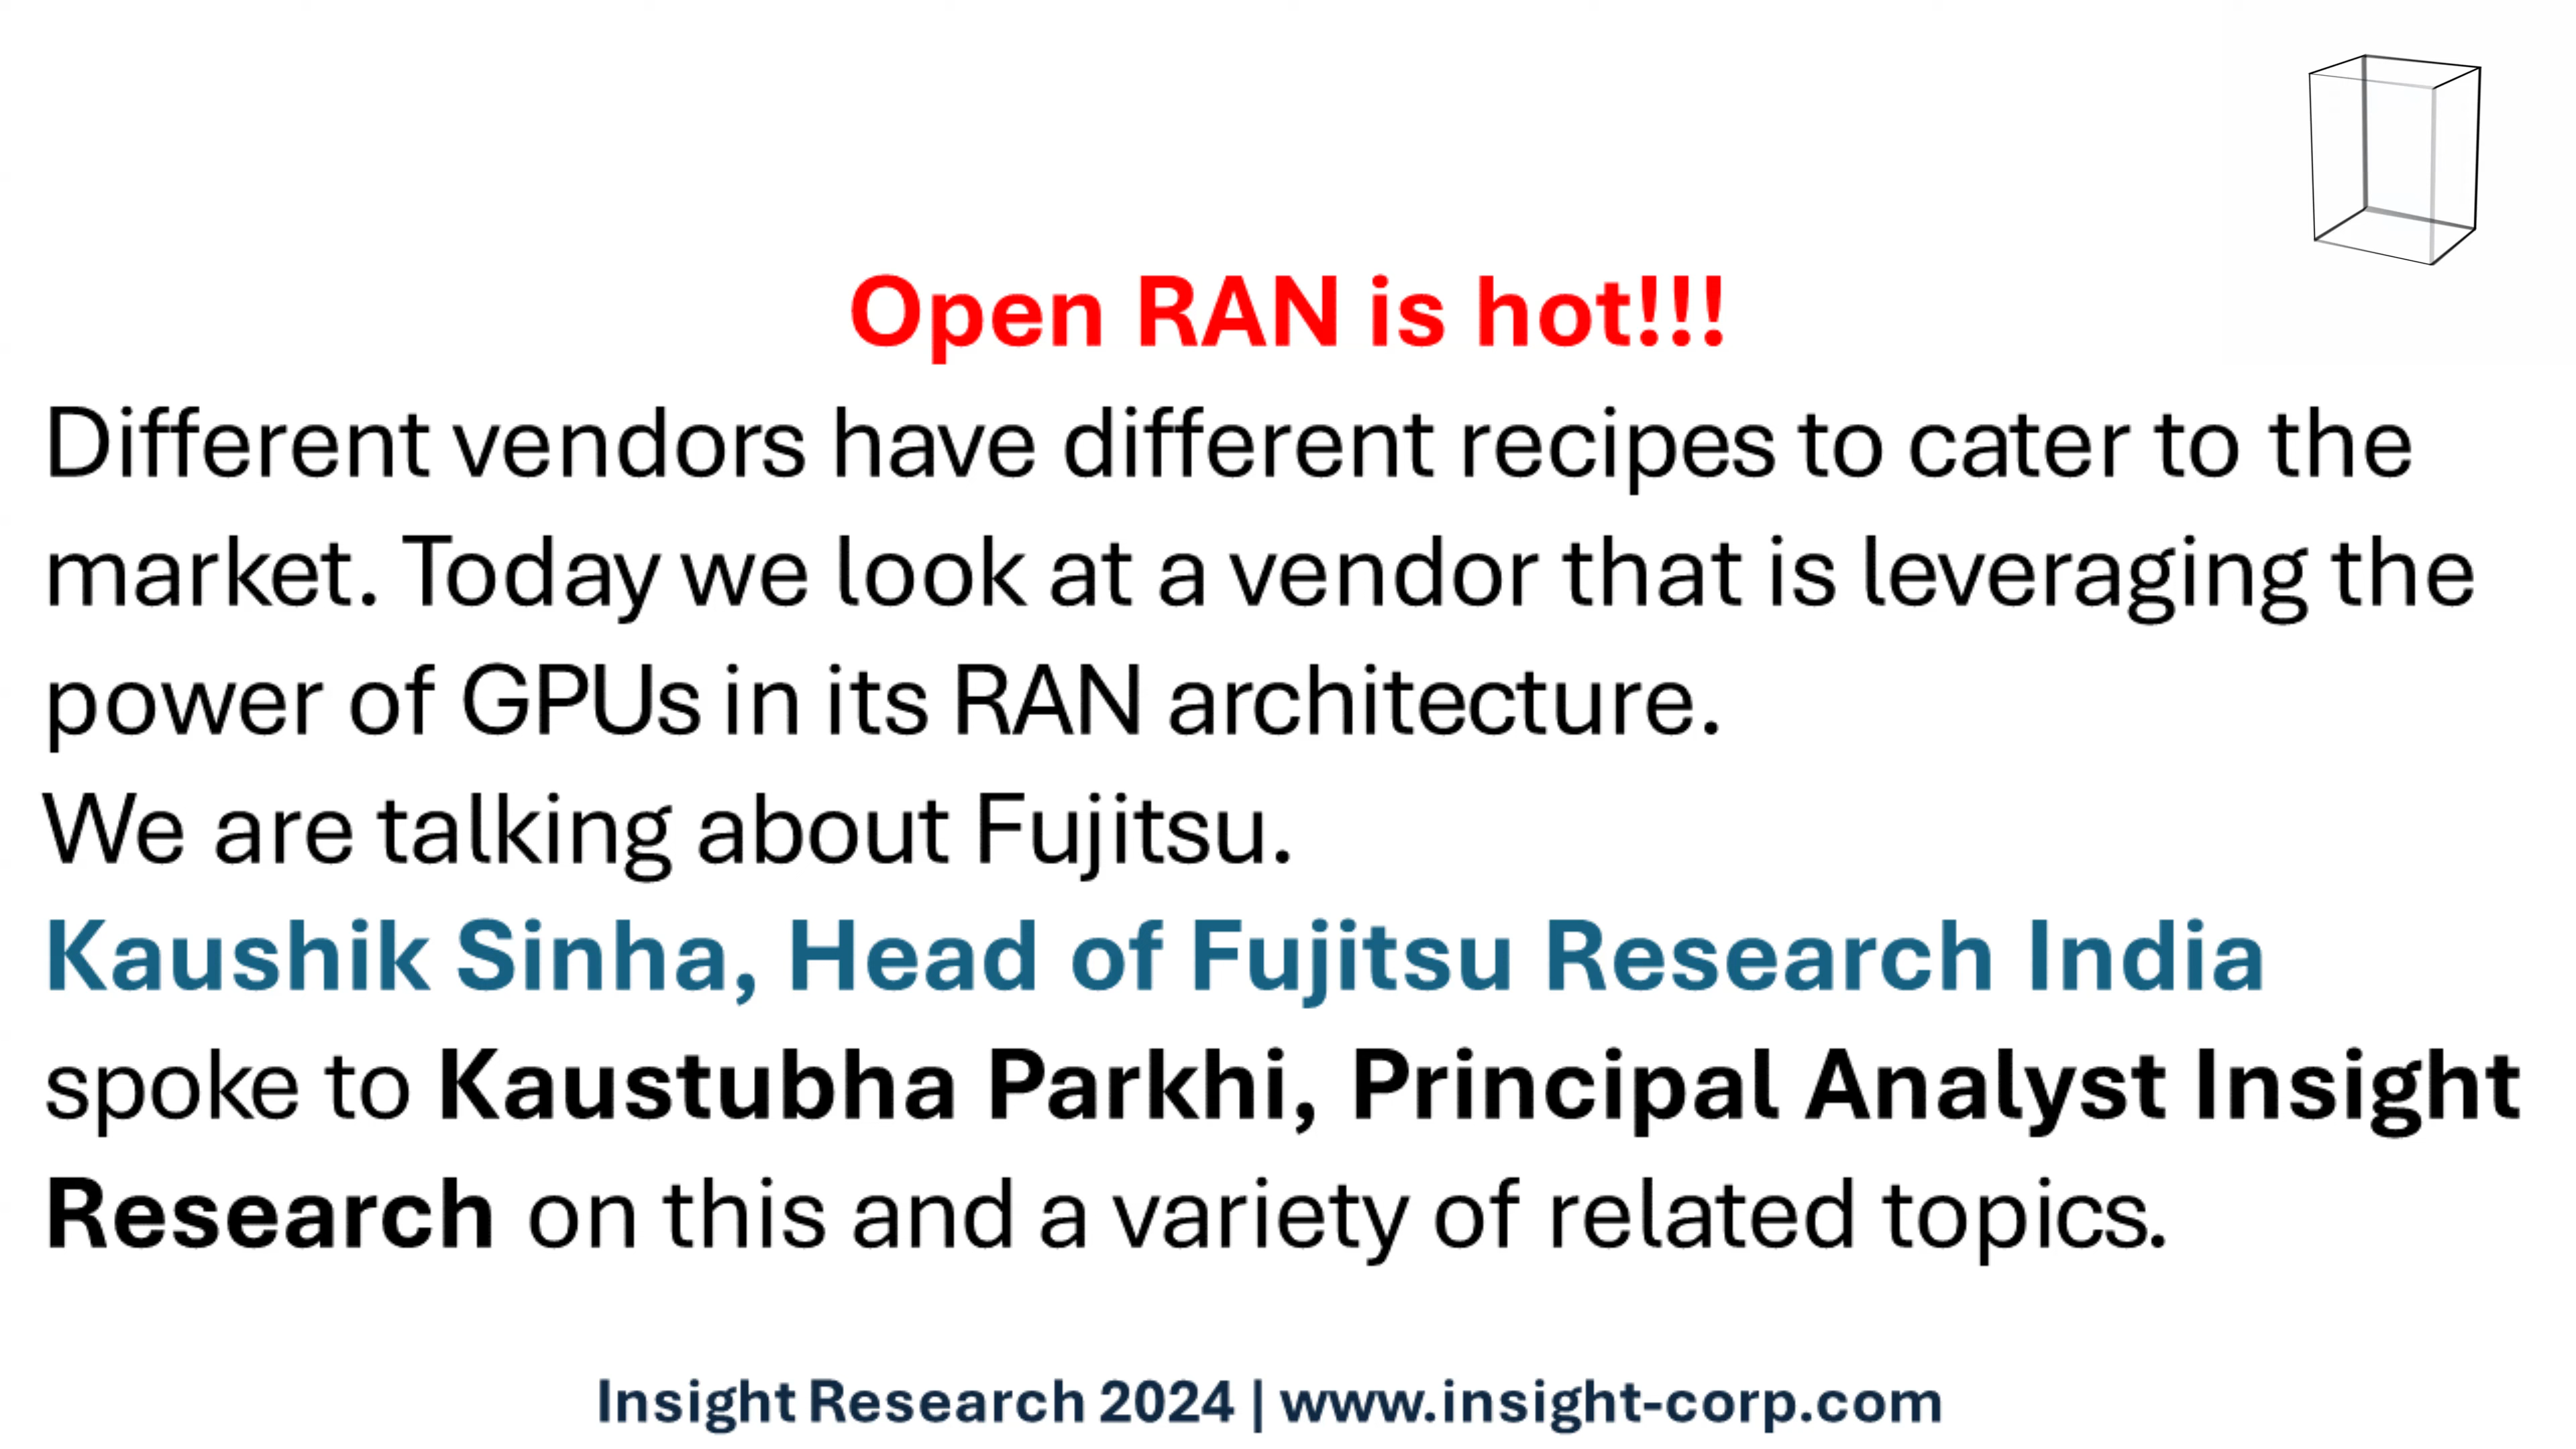 Open RAN is hot!!!
Different vendors have different recipes to cater to the
market. Today we look at a vendor that is leveraging the
power of GPUs in its RAN architecture.
We are talking about Fujitsu.
Kaushik Sinha, Head of Fujitsu Research India
spoke to Kaustubha Parkhi, Principal Analyst Insight
Research on this and a variety of related topics.
Insight Research 2024 | www.insight-corp.com